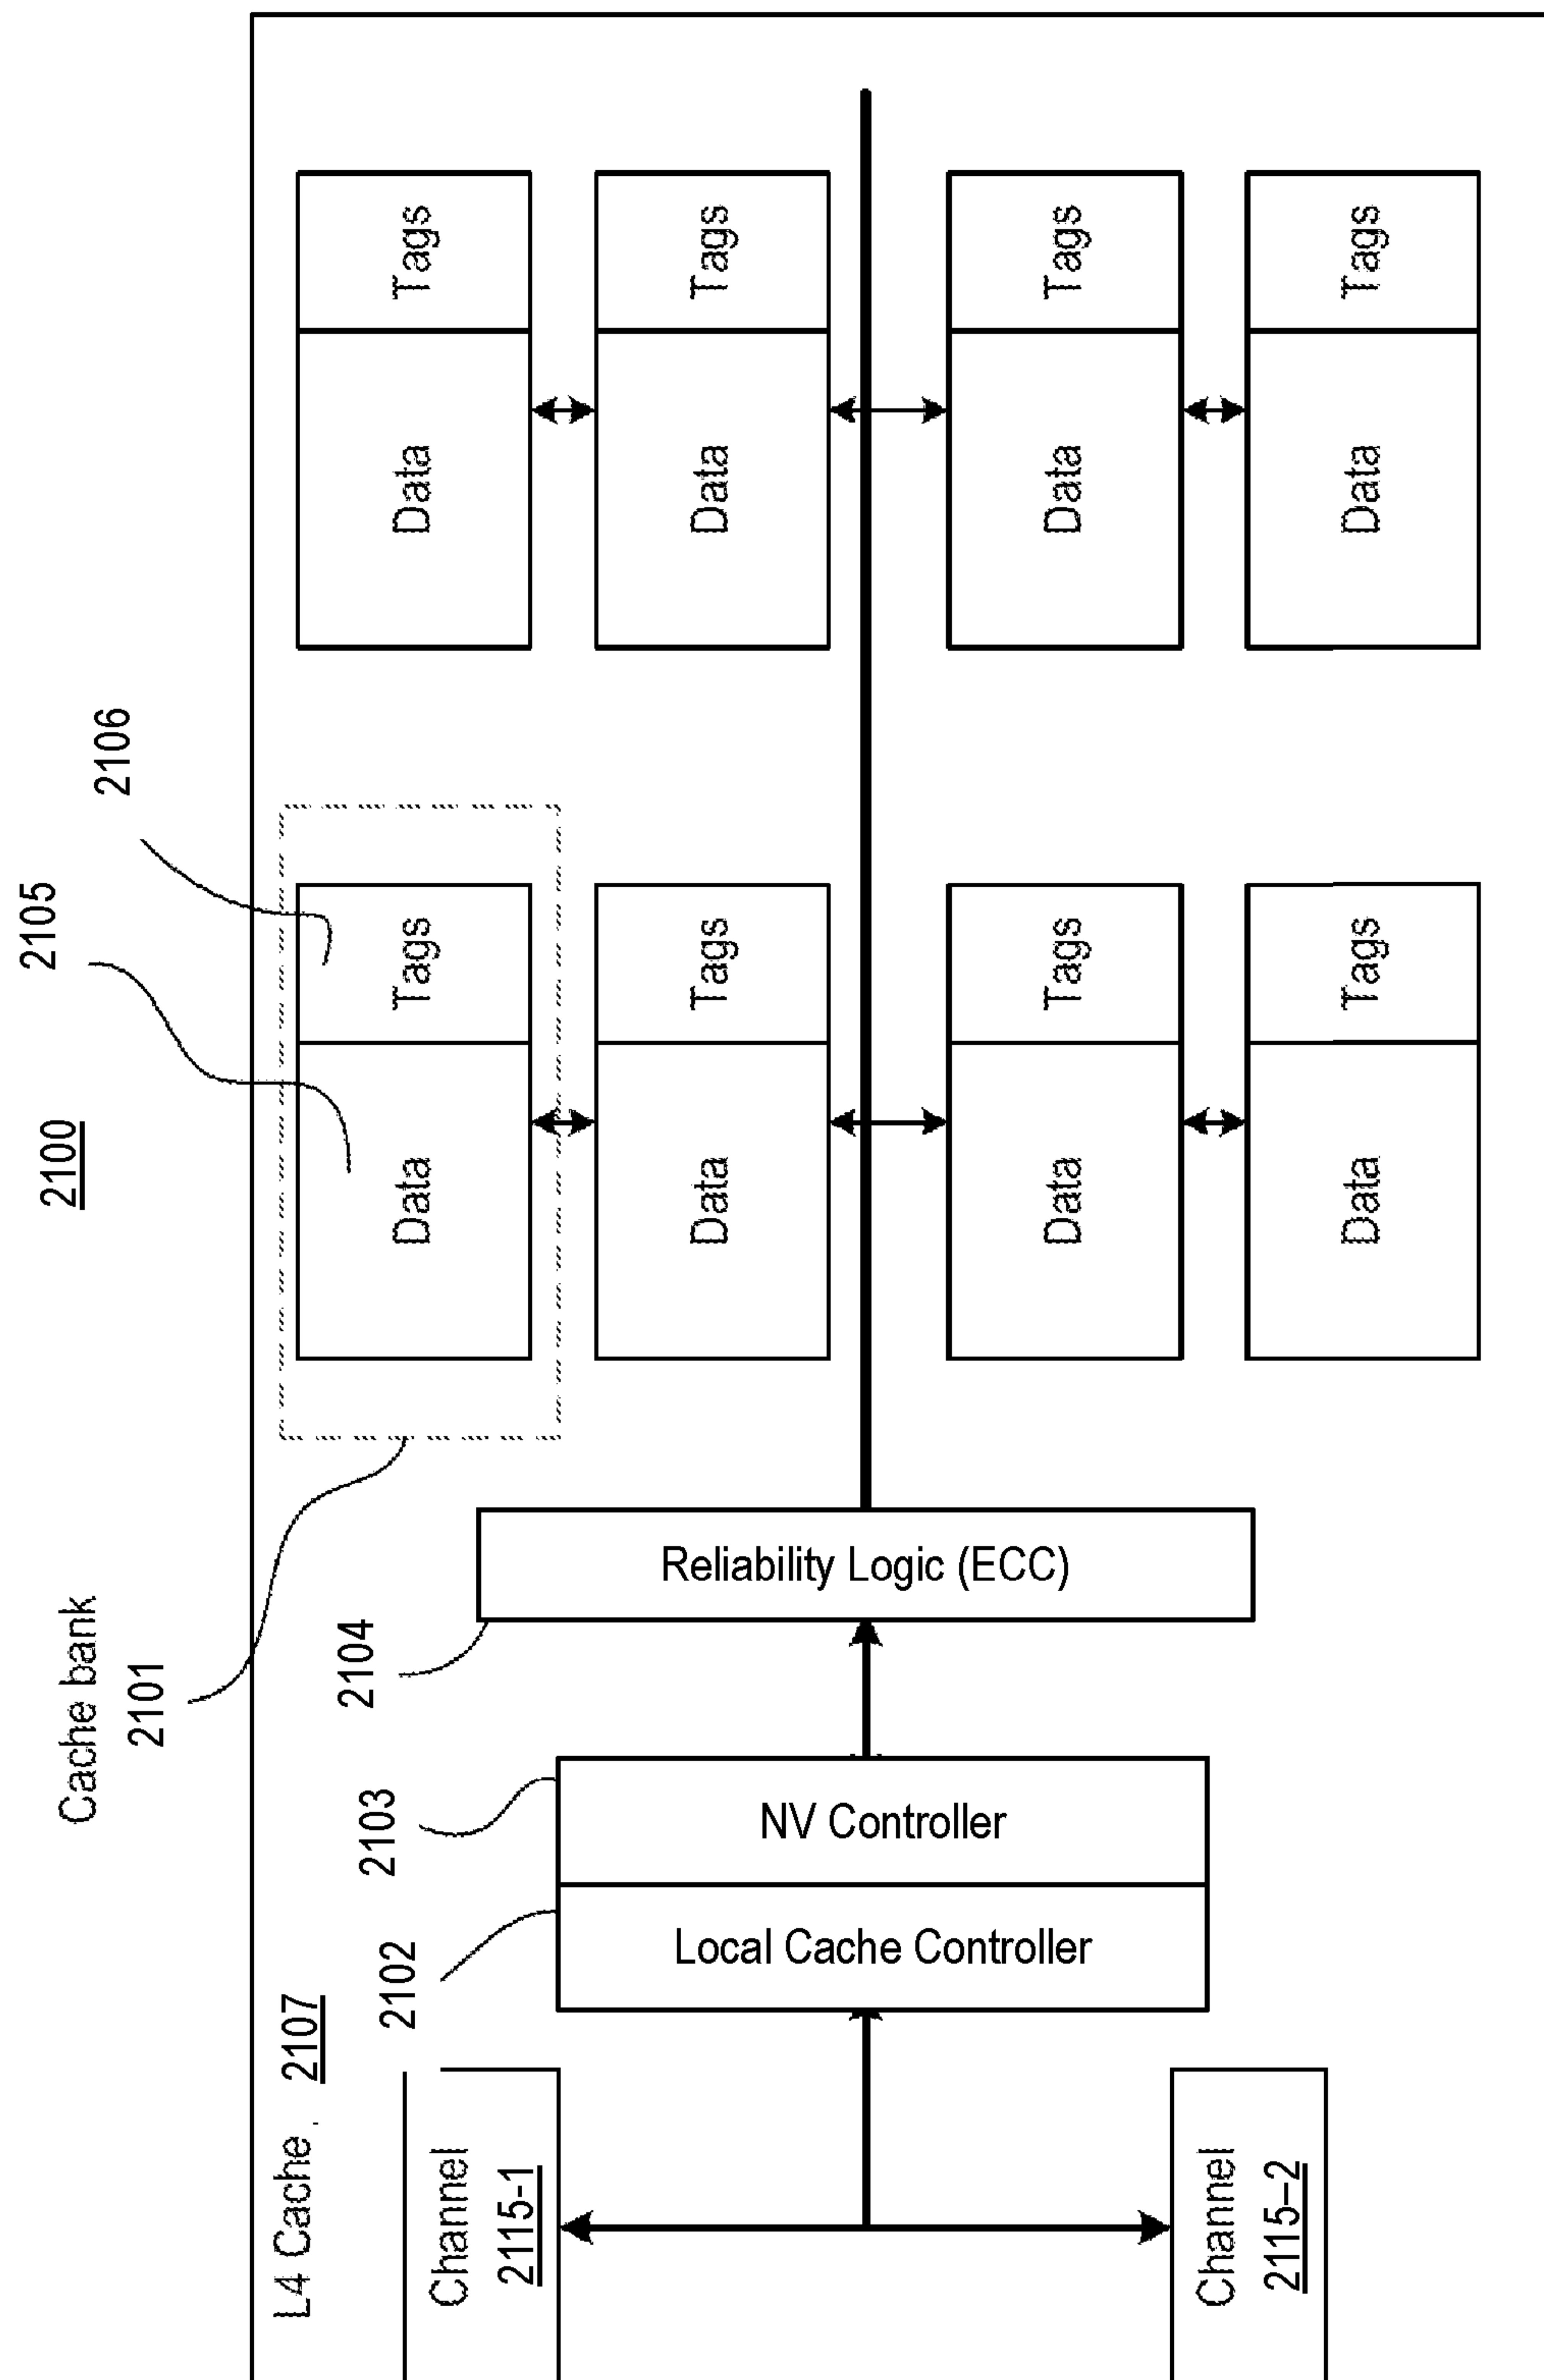 2100
Cache bank
2101
2105
2106
L4 Cache
2107
2102
2103
2104
Channel
2115-1
Local Cache Controller
NV Controller
Reliability Logic (ECC)
Data
Tags
Data
Tags
Data
Tags
Data
Tags
Channel
2115–2
Data
Tags
Data
Tags
Data
Tags
Data
Tags